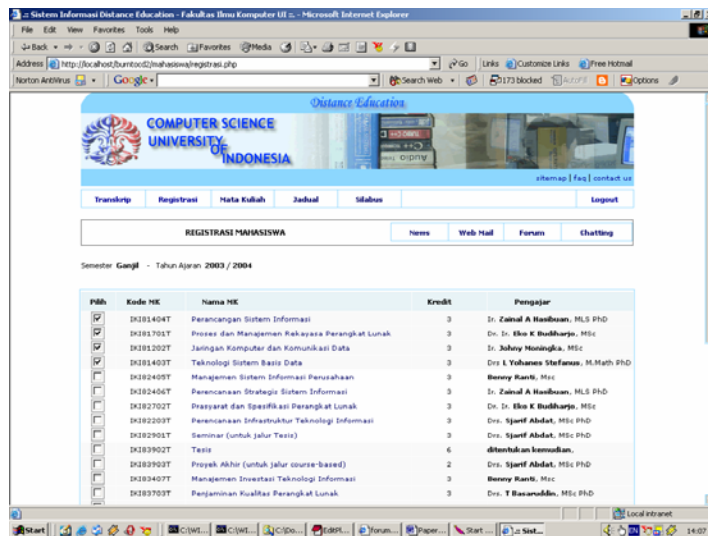 .:: Sistem Informasi Distance Education - Fakultas Ilmu Komputer UI ::. - Microsoft Internet Explorer
File Edit View Favorites Tools Help
Back Search Favorites Media
Address http://localhost/burntocd2/mahasiswa/registrasi.php Go Links Customize Links Free Hotmail
Norton AntiVirus Google Search Web 173 blocked AutoFill Options
Distance Education
COMPUTER SCIENCE
UNIVERSITY
OF
INDONESIA
sitemap | faq | contact us
Transkrip Registrasi Mata Kuliah Jadual Silabus Logout
REGISTRASI MAHASISWA News Web Mail Forum Chatting
Semester Ganjil - Tahun Ajaran 2003 / 2004
Pilih Kode MK Nama MK Kredit Pengajar
IKI81404T Perancangan Sistem Informasi 3 Ir. Zainal A Hasibuan, MLS PhD
IKI81701T Proses dan Manajemen Rekayasa Perangkat Lunak 3 Dr. Ir. Eko K Budiharjo, MSc
IKI81202T Jaringan Komputer dan Komunikasi Data 3 Ir. Johny Moningka, MSc
IKI81403T Teknologi Sistem Basis Data 3 Drs L Yohanes Stefanus, M.Math PhD
IKI82405T Manajemen Sistem Informasi Perusahaan 3 Benny Ranti, Msc
IKI82406T Perencanaan Strategis Sistem Informasi 3 Ir. Zainal A Hasibuan, MLS PhD
IKI82702T Prasyarat dan Spesifikasi Perangkat Lunak 3 Dr. Ir. Eko K Budiharjo, MSc
IKI82203T Perencanaan Infrastruktur Teknologi Informasi 3 Drs. Sjarif Abdat, MSc PhD
IKI82901T Seminar (untuk jalur Tesis) 3 Drs. Sjarif Abdat, MSc PhD
IKI83902T Tesis 6 ditentukan kemudian,
IKI83903T Proyek Akhir (untuk jalur course-based) 2 Drs. Sjarif Abdat, MSc PhD
IKI83407T Manajemen Investasi Teknologi Informasi 3 Benny Ranti, Msc
IKI83703T Penjaminan Kualitas Perangkat Lunak 3 Drs. T Basaruddin, MSc PhD
Local intranet
Start C:\WI... C:\WI... C:\Do... EditPl... Forum... Paper... Start ... .:: Sist... 14:07